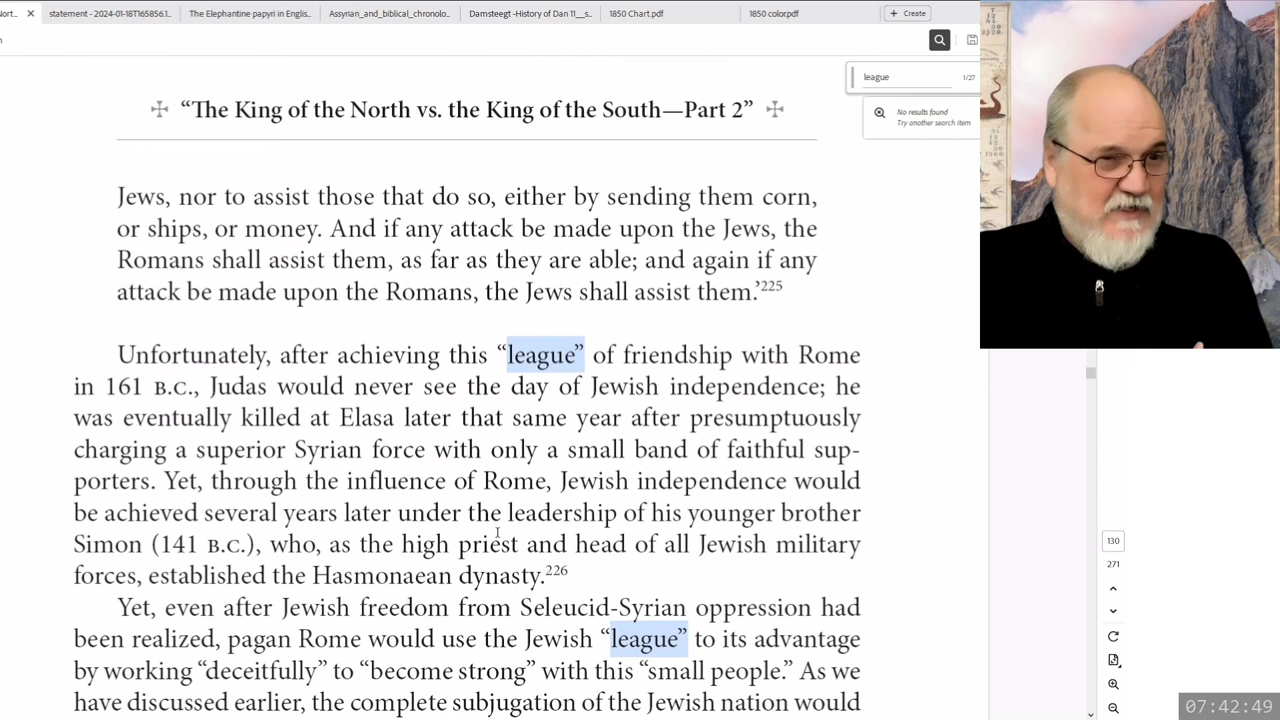 Nort...
statement - 2024-01-18T165856.1...
The Elephantine papyri in Englis...
Assyrian_and_biblical_chronolo...
Damsteegt -History of Dan 11__s...
1850 Chart.pdf
1850 color.pdf
+ Create
league
1/27
No results found
Try another search item
“The King of the North vs. the King of the South—Part 2”
Jews, nor to assist those that do so, either by sending them corn,
or ships, or money. And if any attack be made upon the Jews, the
Romans shall assist them, as far as they are able; and again if any
attack be made upon the Romans, the Jews shall assist them.’225
Unfortunately, after achieving this “league” of friendship with Rome
in 161 B.C., Judas would never see the day of Jewish independence; he
was eventually killed at Elasa later that same year after presumptuously
charging a superior Syrian force with only a small band of faithful sup-
porters. Yet, through the influence of Rome, Jewish independence would
be achieved several years later under the leadership of his younger brother
Simon (141 B.C.), who, as the high priest and head of all Jewish military
forces, established the Hasmonaean dynasty.226
Yet, even after Jewish freedom from Seleucid-Syrian oppression had
been realized, pagan Rome would use the Jewish “league” to its advantage
by working “deceitfully” to “become strong” with this “small people.” As we
have discussed earlier, the complete subjugation of the Jewish nation would
130
271
07:42:49